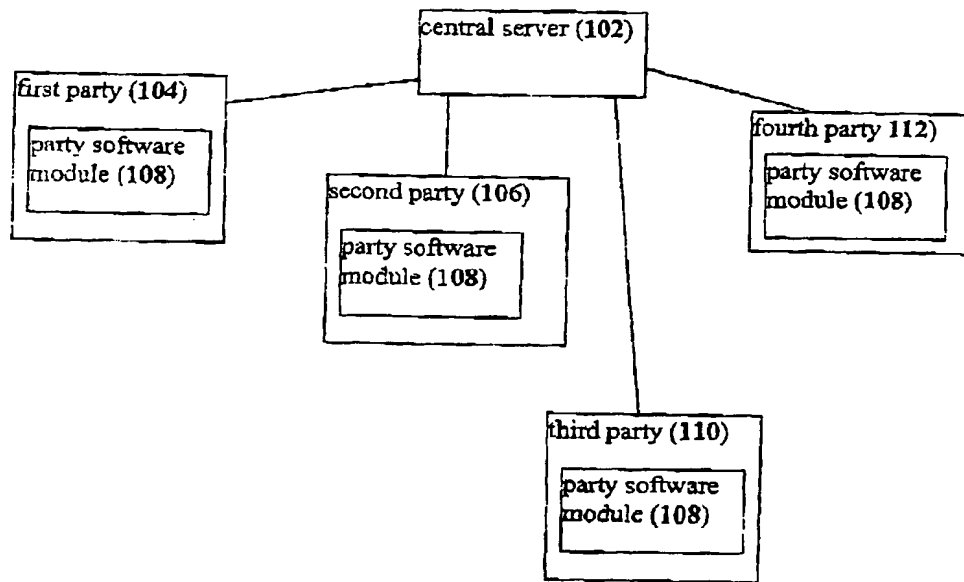 central server (102)
first party (104)
party software
module (108)
second party (106)
party software
module (108)
fourth party 112)
party software
module (108)
third party (110)
party software
module (108)